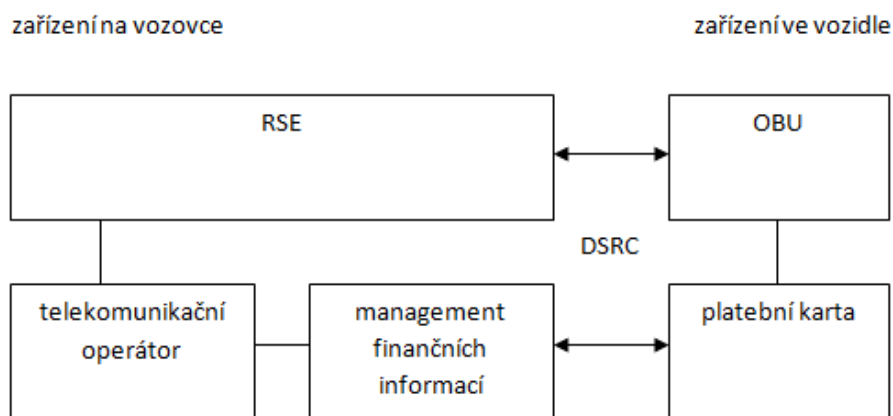 zařízení na vozovce
zařízení ve vozidle
RSE
OBU
DSRC
telekomunikační
operátor
management
finančních
informací
platební karta